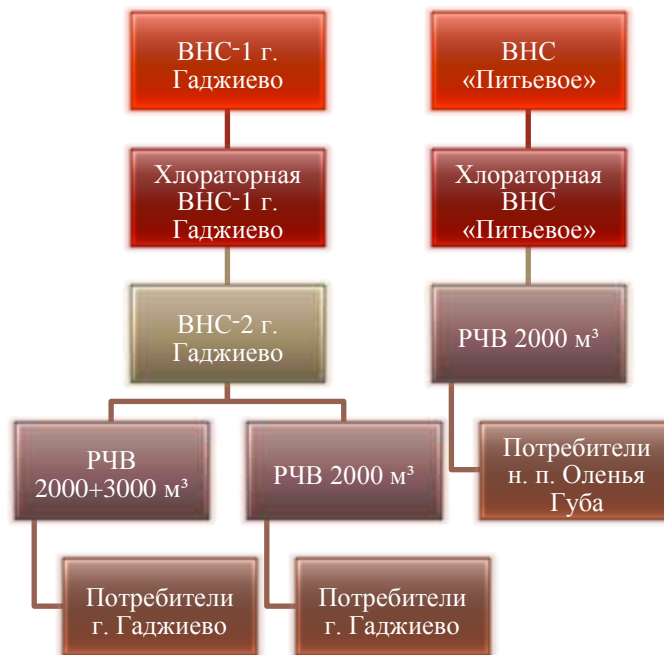 ВНС-1 г.
Гаджиево
Хлораторная
ВНС-1 г.
Гаджиево
ВНС-2 г.
Гаджиево
РЧВ
2000+3000 м³
Потребители
г. Гаджиево
РЧВ 2000 м³
Потребители
г. Гаджиево
ВНС
«Питьевое»
Хлораторная
ВНС
«Питьевое»
РЧВ 2000 м³
Потребители
н. п. Оленья
Губа